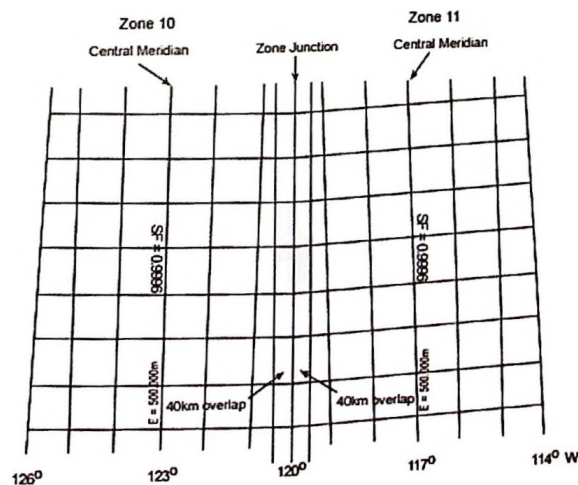 Zone 10
Central Meridian
Zone Junction
Zone 11
Central Meridian
SF = 0.9996
SF = 0.9996
E = 500,000m
40km overlap
40km overlap
E = 500,000m
126° 123° 120° 117° 114° W